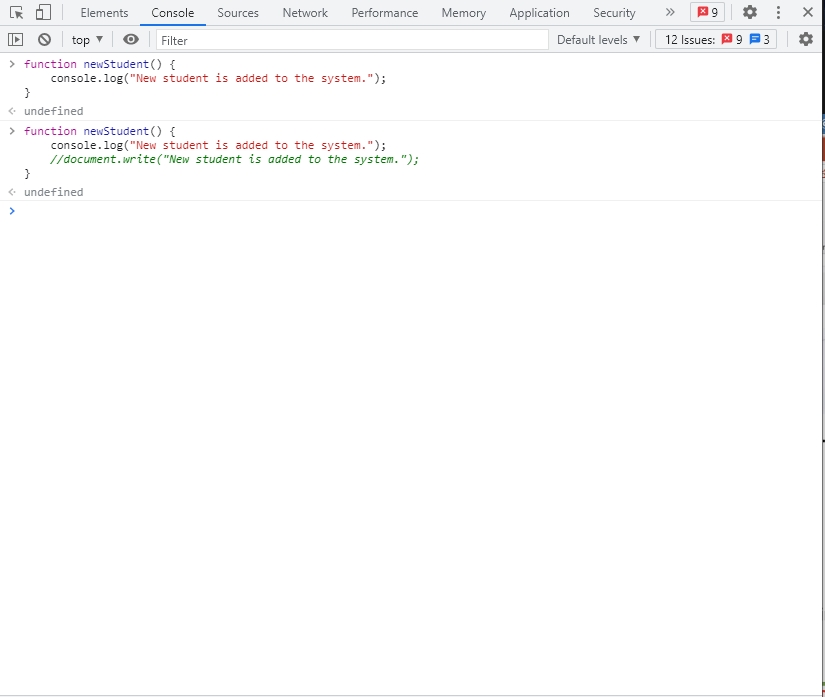 Elements Console Sources Network Performance Memory Application Security » 9
top ▼ Filter Default levels ▼ 12 Issues: 9 3
> function newStudent() {
console.log("New student is added to the system.");
}
<· undefined
> function newStudent() {
console.log("New student is added to the system.");
//document.write("New student is added to the system.");
}
<· undefined
>